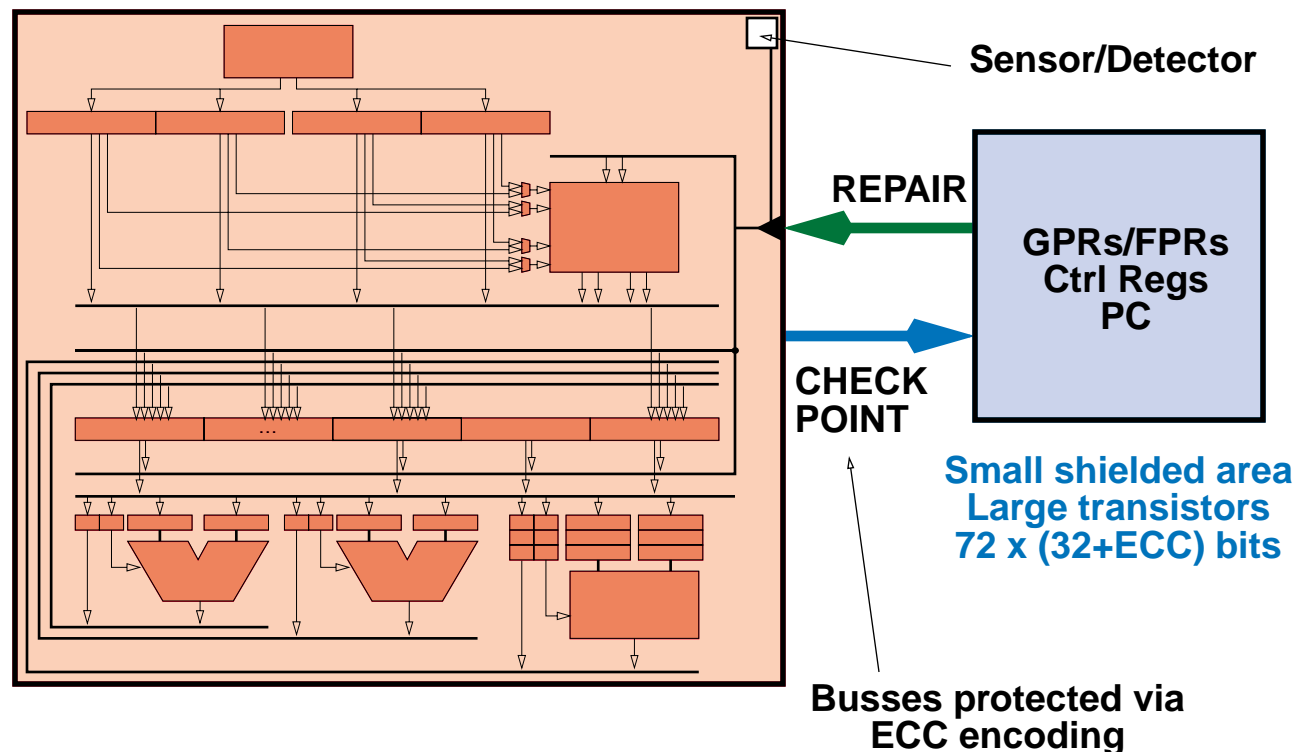 Sensor/Detector
REPAIR
GPRs/FPRs
Ctrl Regs
PC
CHECK
POINT
...
Small shielded area
Large transistors
72 x (32+ECC) bits
Busses protected via
ECC encoding